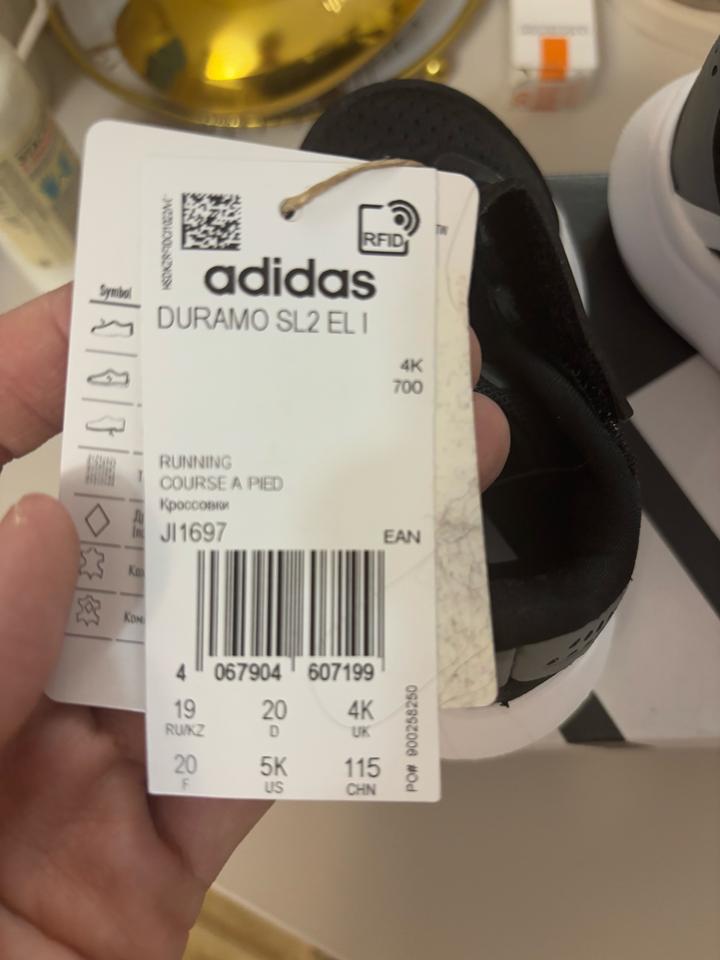 RFID
adidas
DURAMO SL2 EL I
4K
700
RUNNING
COURSE A PIED
Кроссовки
JI1697
EAN
4 067904 607199
19 20 4K
RU/KZ D UK
20 5K 115
F US CHN
PO# 900258250
Symbol
TM